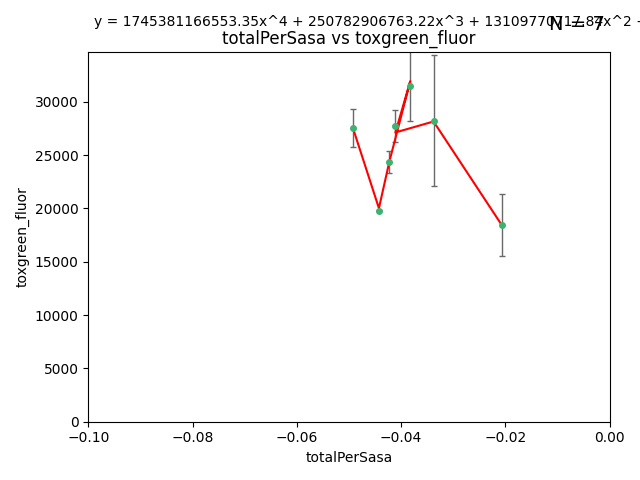 y = 1745381166553.35x^4 + 250782906763.22x^3 +
N = 7
totalPerSasa vs toxgreen_fluor
30000
25000
20000
15000
10000
5000
0
toxgreen_fluor
−0.10 −0.08 −0.06 −0.04 −0.02 0.00
totalPerSasa